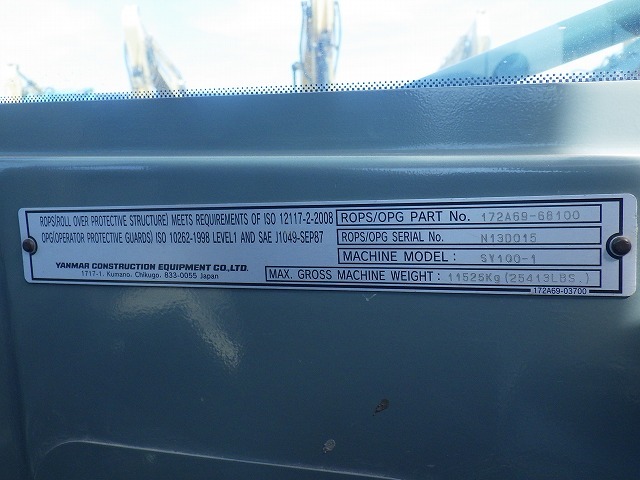 ROPS(ROLL OVER PROTECTIVE STRUCTURE) MEETS REQUIREMENTS OF ISO 12117-2-2008
OPG(OPERATOR PROTECTIVE GUARDS) ISO 10262-1998 LEVEL1 AND SAE J1049-SEP87
YANMAR CONSTRUCTION EQUIPMENT CO.,LTD.
1717-1. Kumano. Chikugo. 833-0055 Japan
ROPS/OPG PART No. 172A69-68100
ROPS/OPG SERIAL No. N13D015
MACHINE MODEL: SV100-1
MAX. GROSS MACHINE WEIGHT: 11525Kg(25413LBS.)
172A69-03700